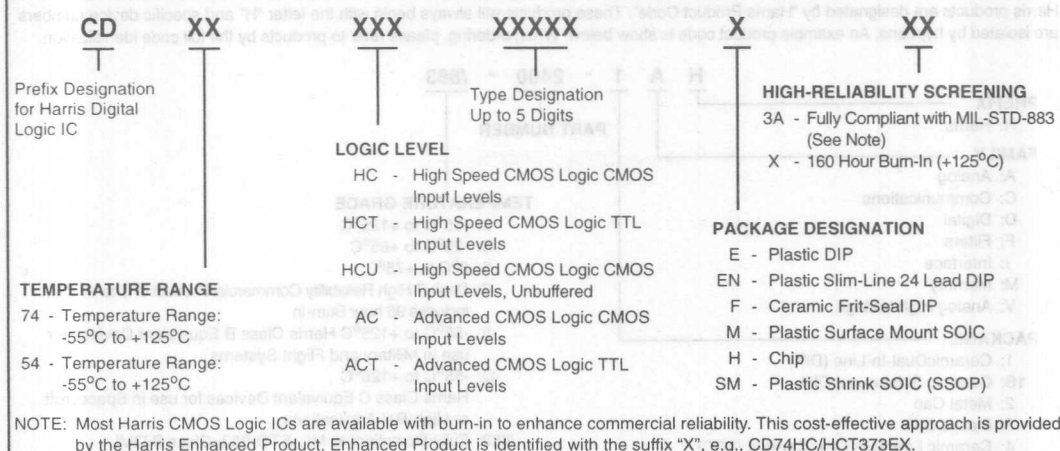 CD XX XXX XXXXX X XX
Prefix Designation
for Harris Digital
Logic IC
TEMPERATURE RANGE
74 - Temperature Range:
-55°C to +125°C
54 - Temperature Range:
-55°C to +125°C
LOGIC LEVEL
HC - High Speed CMOS Logic CMOS
Input Levels
HCT - High Speed CMOS Logic TTL
Input Levels
HCU - High Speed CMOS Logic CMOS
Input Levels, Unbuffered
AC - Advanced CMOS Logic CMOS
Input Levels
ACT - Advanced CMOS Logic TTL
Input Levels
Type Designation
Up to 5 Digits
PACKAGE DESIGNATION
E - Plastic DIP
EN - Plastic Slim-Line 24 Lead DIP
F - Ceramic Frit-Seal DIP
M - Plastic Surface Mount SOIC
H - Chip
SM - Plastic Shrink SOIC (SSOP)
HIGH-RELIABILITY SCREENING
3A - Fully Compliant with MIL-STD-883
(See Note)
X - 160 Hour Burn-In (+125°C)
NOTE: Most Harris CMOS Logic ICs are available with burn-in to enhance commercial reliability. This cost-effective approach is provided
by the Harris Enhanced Product. Enhanced Product is identified with the suffix "X", e.g., CD74HC/HCT373EX.